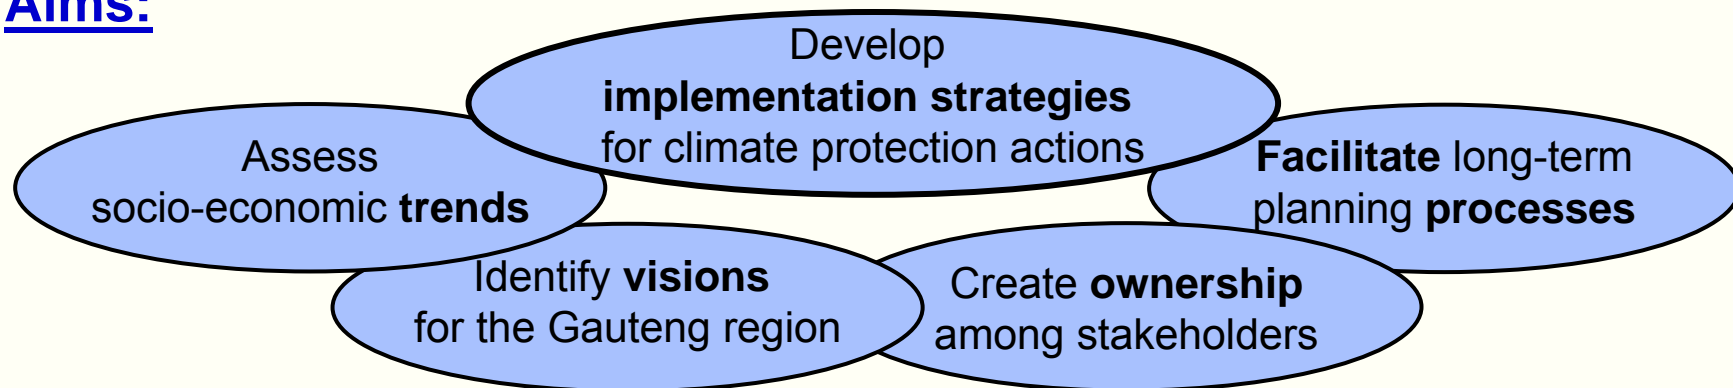 Aims:
Develop
implementation strategies
for climate protection actions
Assess
socio-economic trends
Facilitate long-term
planning processes
Identify visions
for the Gauteng region
Create ownership
among stakeholders